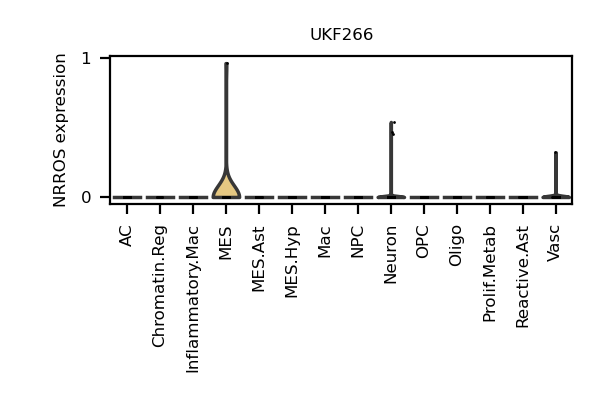 UKF266
NRROS expression
1
0
AC
Chromatin.Reg
Inflammatory.Mac
MES
MES.Ast
MES.Hyp
Mac
NPC
Neuron
OPC
Oligo
Prolif.Metab
Reactive.Ast
Vasc